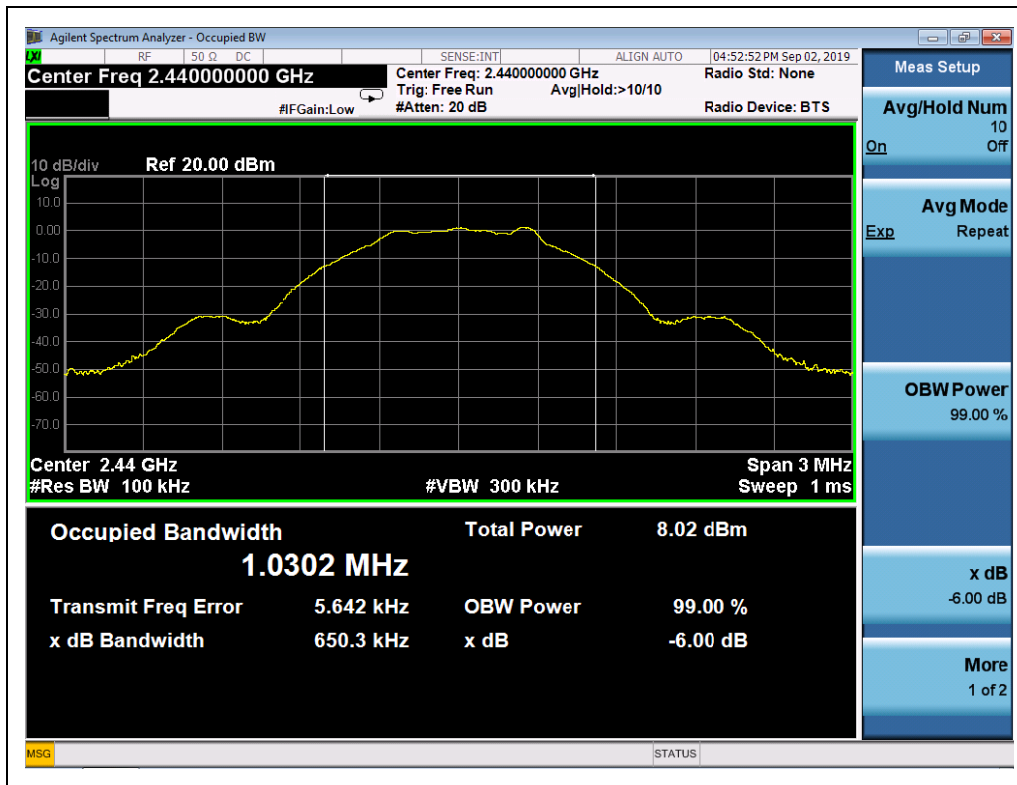 Agilent Spectrum Analyzer - Occupied BW
LXI RF 50 Ω DC SENSE:INT ALIGN AUTO 04:52:52 PM Sep 02, 2019
Center Freq 2.440000000 GHz
Center Freq: 2.440000000 GHz Radio Std: None
Trig: Free Run Avg|Hold:>10/10
#IFGain:Low #Atten: 20 dB Radio Device: BTS
10 dB/div Ref 20.00 dBm
Log
10.0
0.00
-10.0
-20.0
-30.0
-40.0
-50.0
-60.0
-70.0
Center 2.44 GHz Span 3 MHz
#Res BW 100 kHz #VBW 300 kHz Sweep 1 ms
Occupied Bandwidth Total Power 8.02 dBm
1.0302 MHz
Transmit Freq Error 5.642 kHz OBW Power 99.00 %
x dB Bandwidth 650.3 kHz x dB -6.00 dB
Meas Setup
Avg/Hold Num
10
On Off
Avg Mode
Exp Repeat
OBW Power
99.00 %
x dB
-6.00 dB
More
1 of 2
MSG STATUS